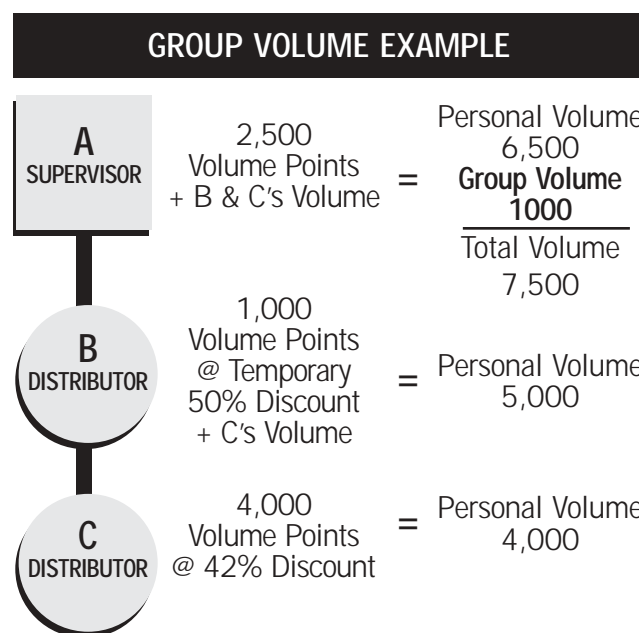 GROUP VOLUME EXAMPLE
A
SUPERVISOR
2,500
Volume Points
+ B & C's Volume
=
Personal Volume
6,500
Group Volume
1000
Total Volume
7,500
B
DISTRIBUTOR
1,000
Volume Points
@ Temporary
50% Discount
+ C's Volume
=
Personal Volume
5,000
C
DISTRIBUTOR
4,000
Volume Points
@ 42% Discount
=
Personal Volume
4,000